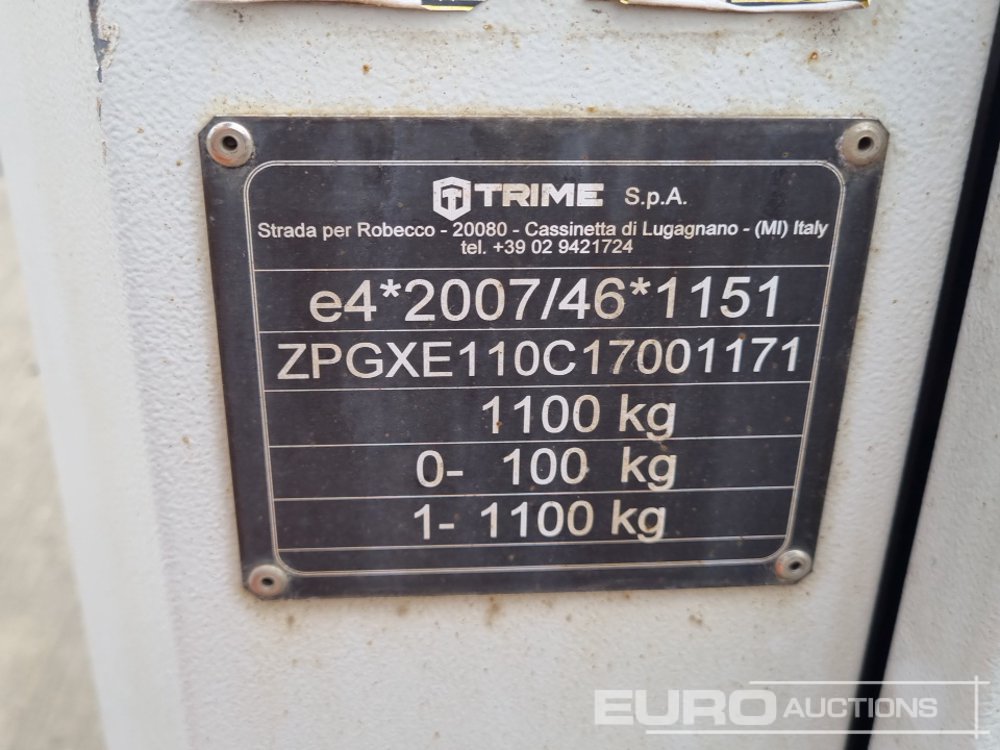 TRIME S.p.A.
Strada per Robecco - 20080 - Cassinetta di Lugagnano - (MI) Italy
tel. +39 02 9421724
e4*2007/46*1151
ZPGXE110C17001171
1100 kg
0- 100 kg
1- 1100 kg
EURO AUCTIONS